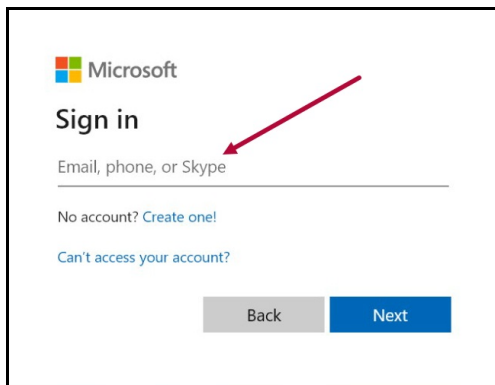 Microsoft
Sign in
Email, phone, or Skype
No account? Create one!
Can't access your account?
Back Next